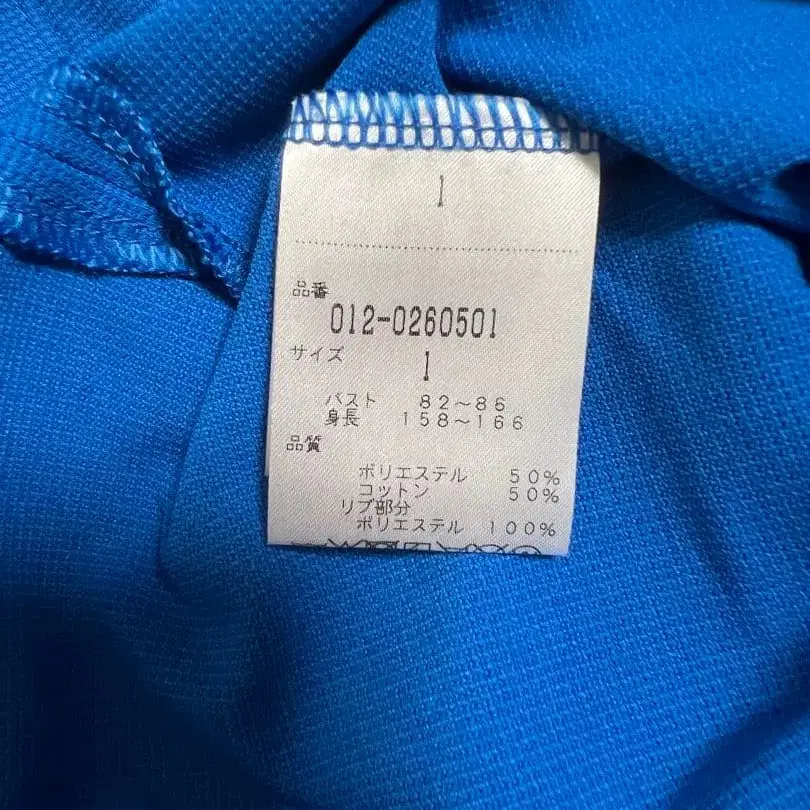 1
品番
012-0260501
サイズ
1
バスト 82～86
身長 158～166
品質
ポリエステル 50%
コットン 50%
リブ部分
ポリエステル 100%